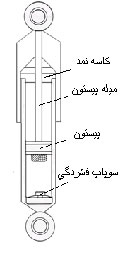 کاسه نمد
میله پیستون
پیستون
سوپاپ فشردگی